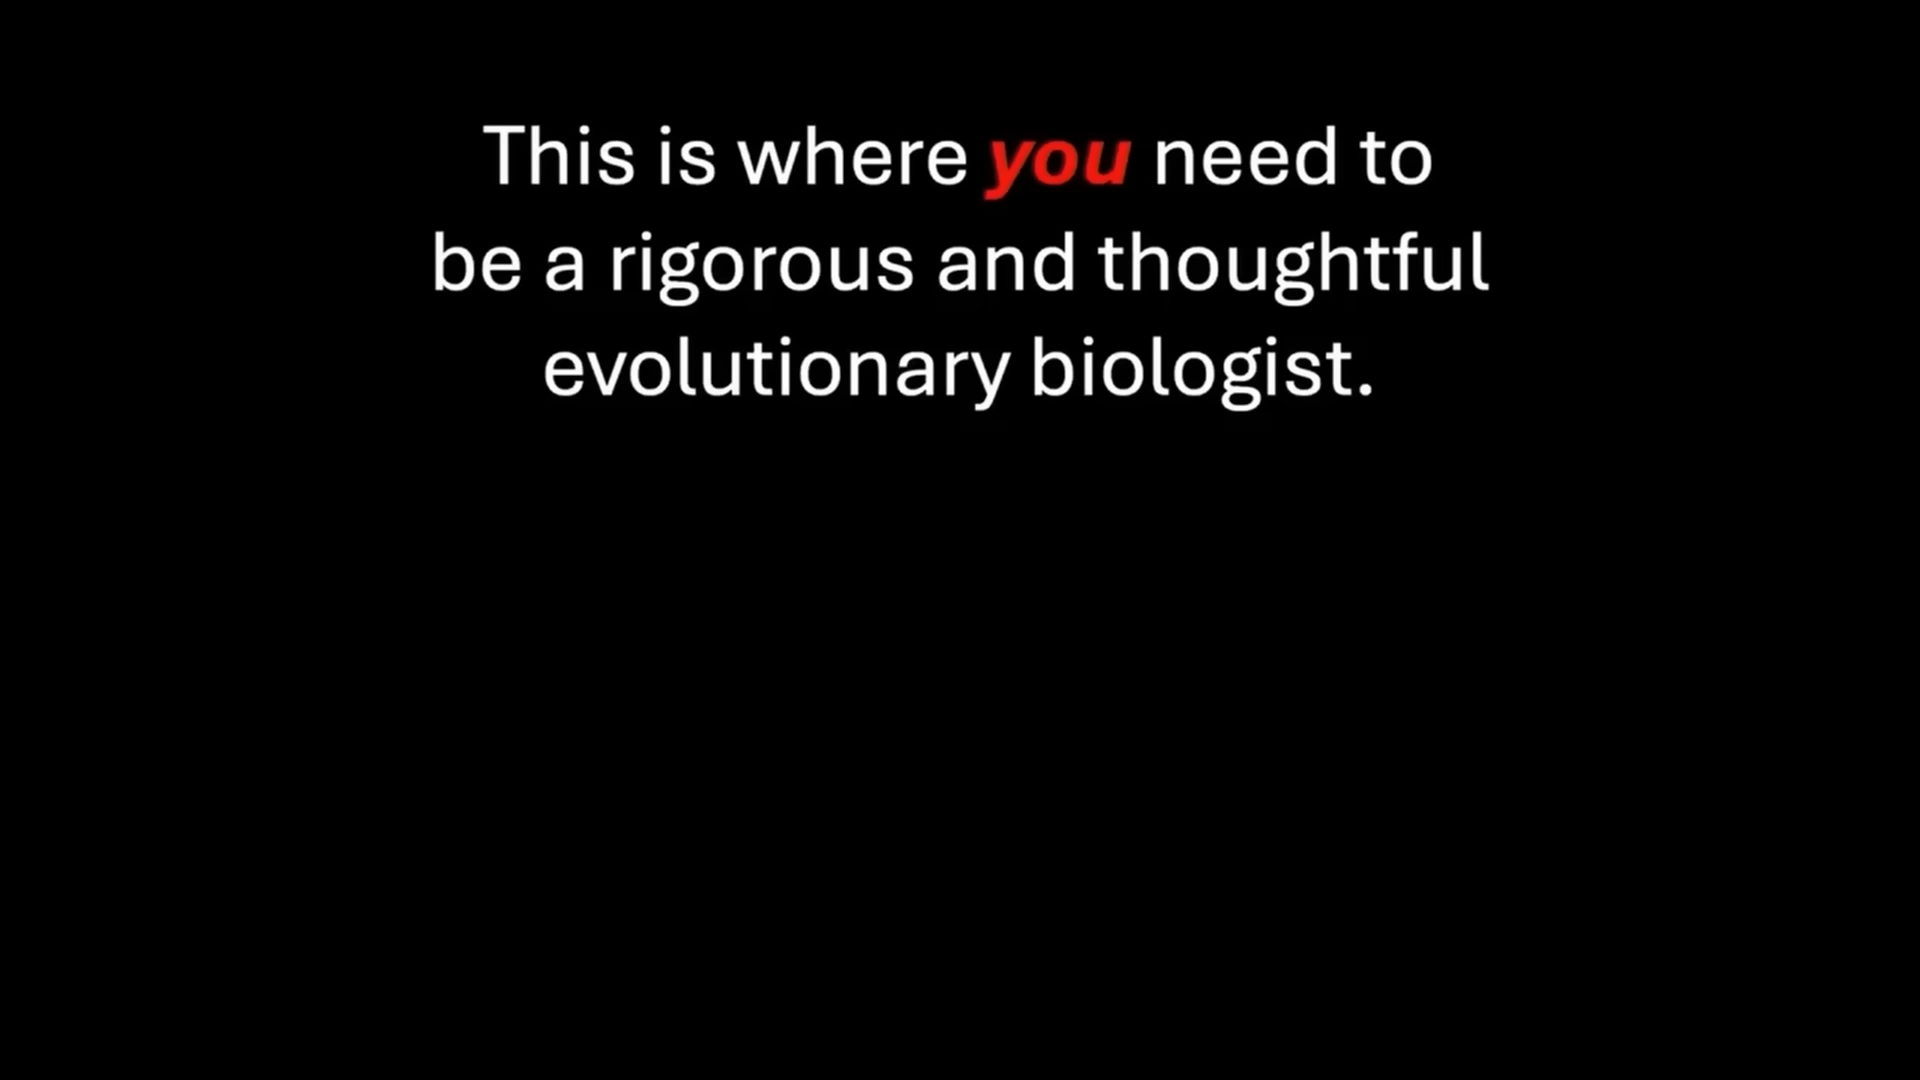 This is where you need to
be a rigorous and thoughtful
evolutionary biologist.